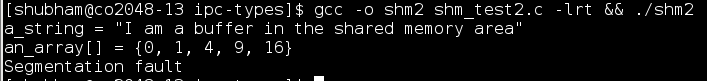 [shubham@co2048-13 ipc-types]$ gcc -o shm2 shm_test2.c -lrt && ./shm2
a_string = "I am a buffer in the shared memory area"
an_array[] = {0, 1, 4, 9, 16}
Segmentation fault